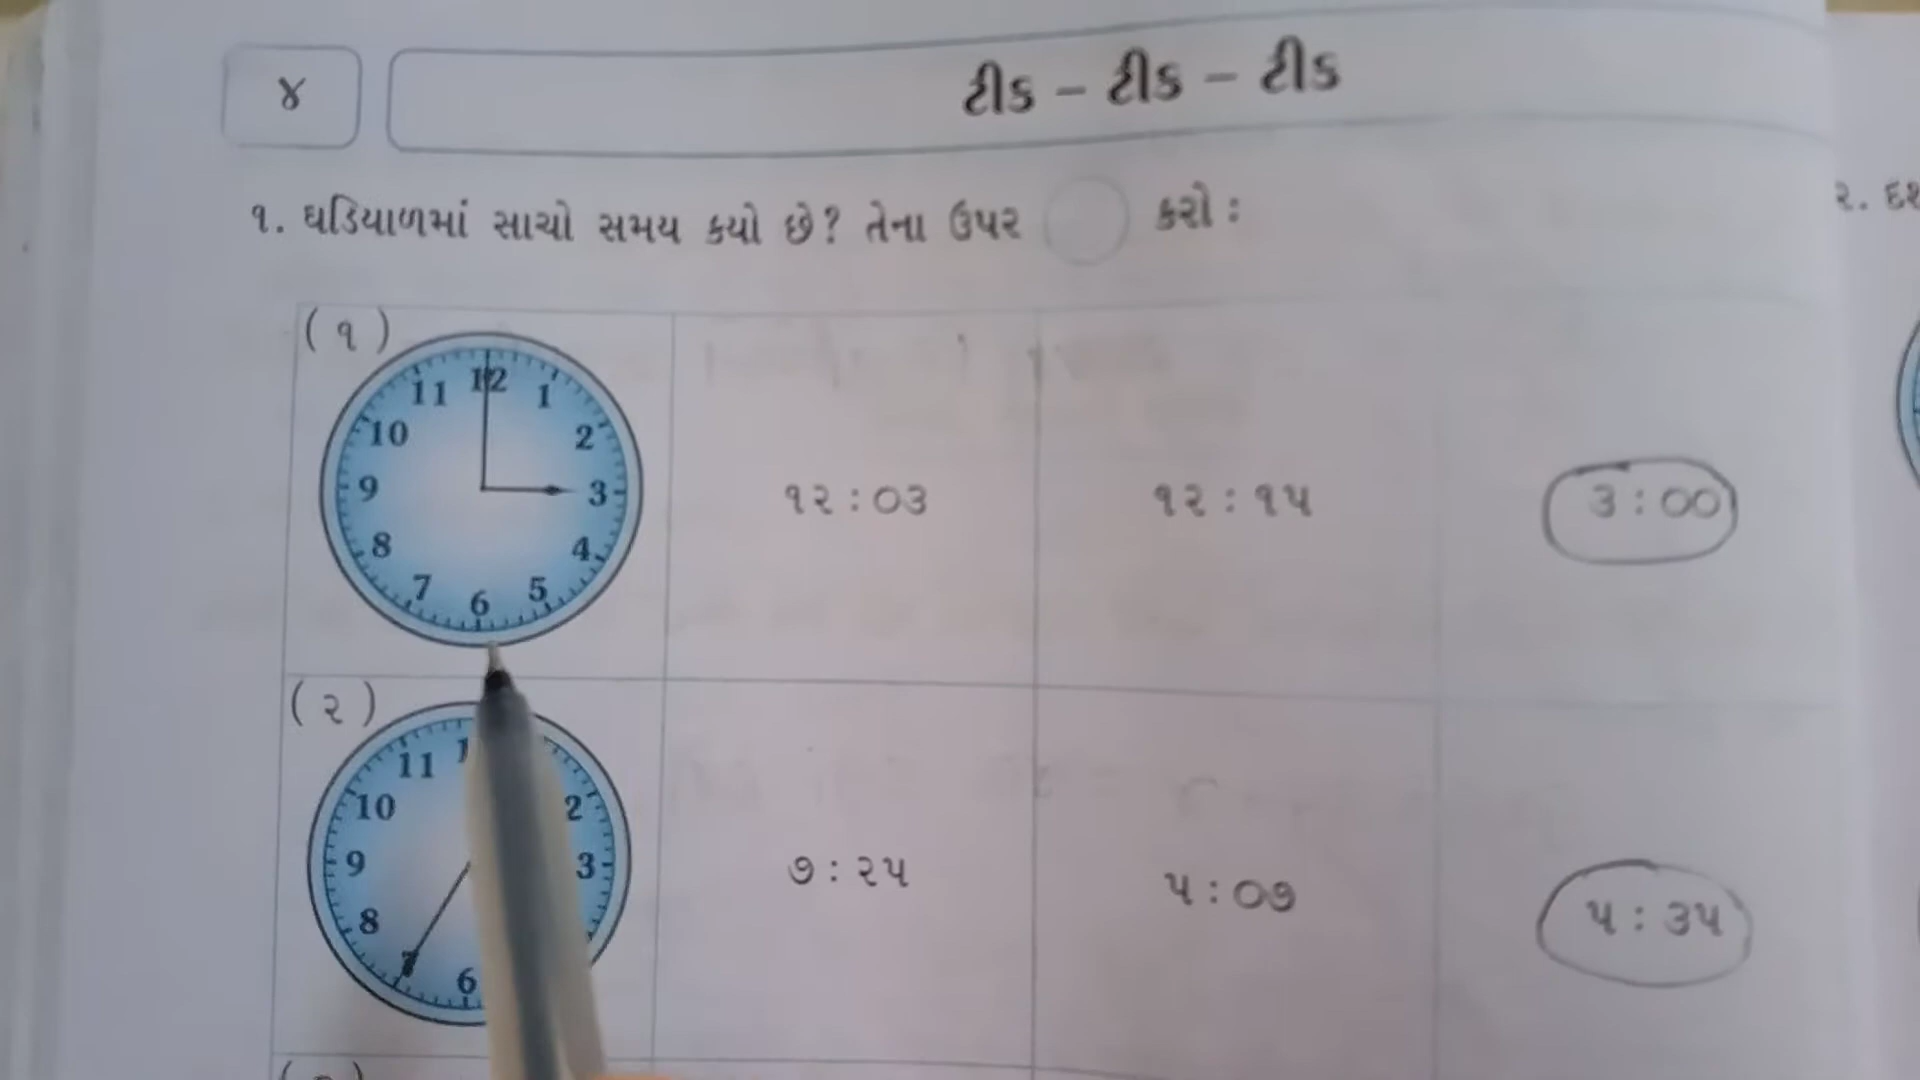 ૪
ટીક – ટીક – ટીક
૧. ઘડિયાળમાં સાચો સમય કયો છે? તેના ઉપર કરો :
૨.
(૧)
12
11 1
10 2
9 3
8 4
7 5
6
૧૨ : ૦૩
૧૨ : ૧૫
૩ : ૦૦
(૨)
11
10 2
9 3
8
7
6
૭ : ૨૫
૫ : ૦૭
૫ : ૩૫